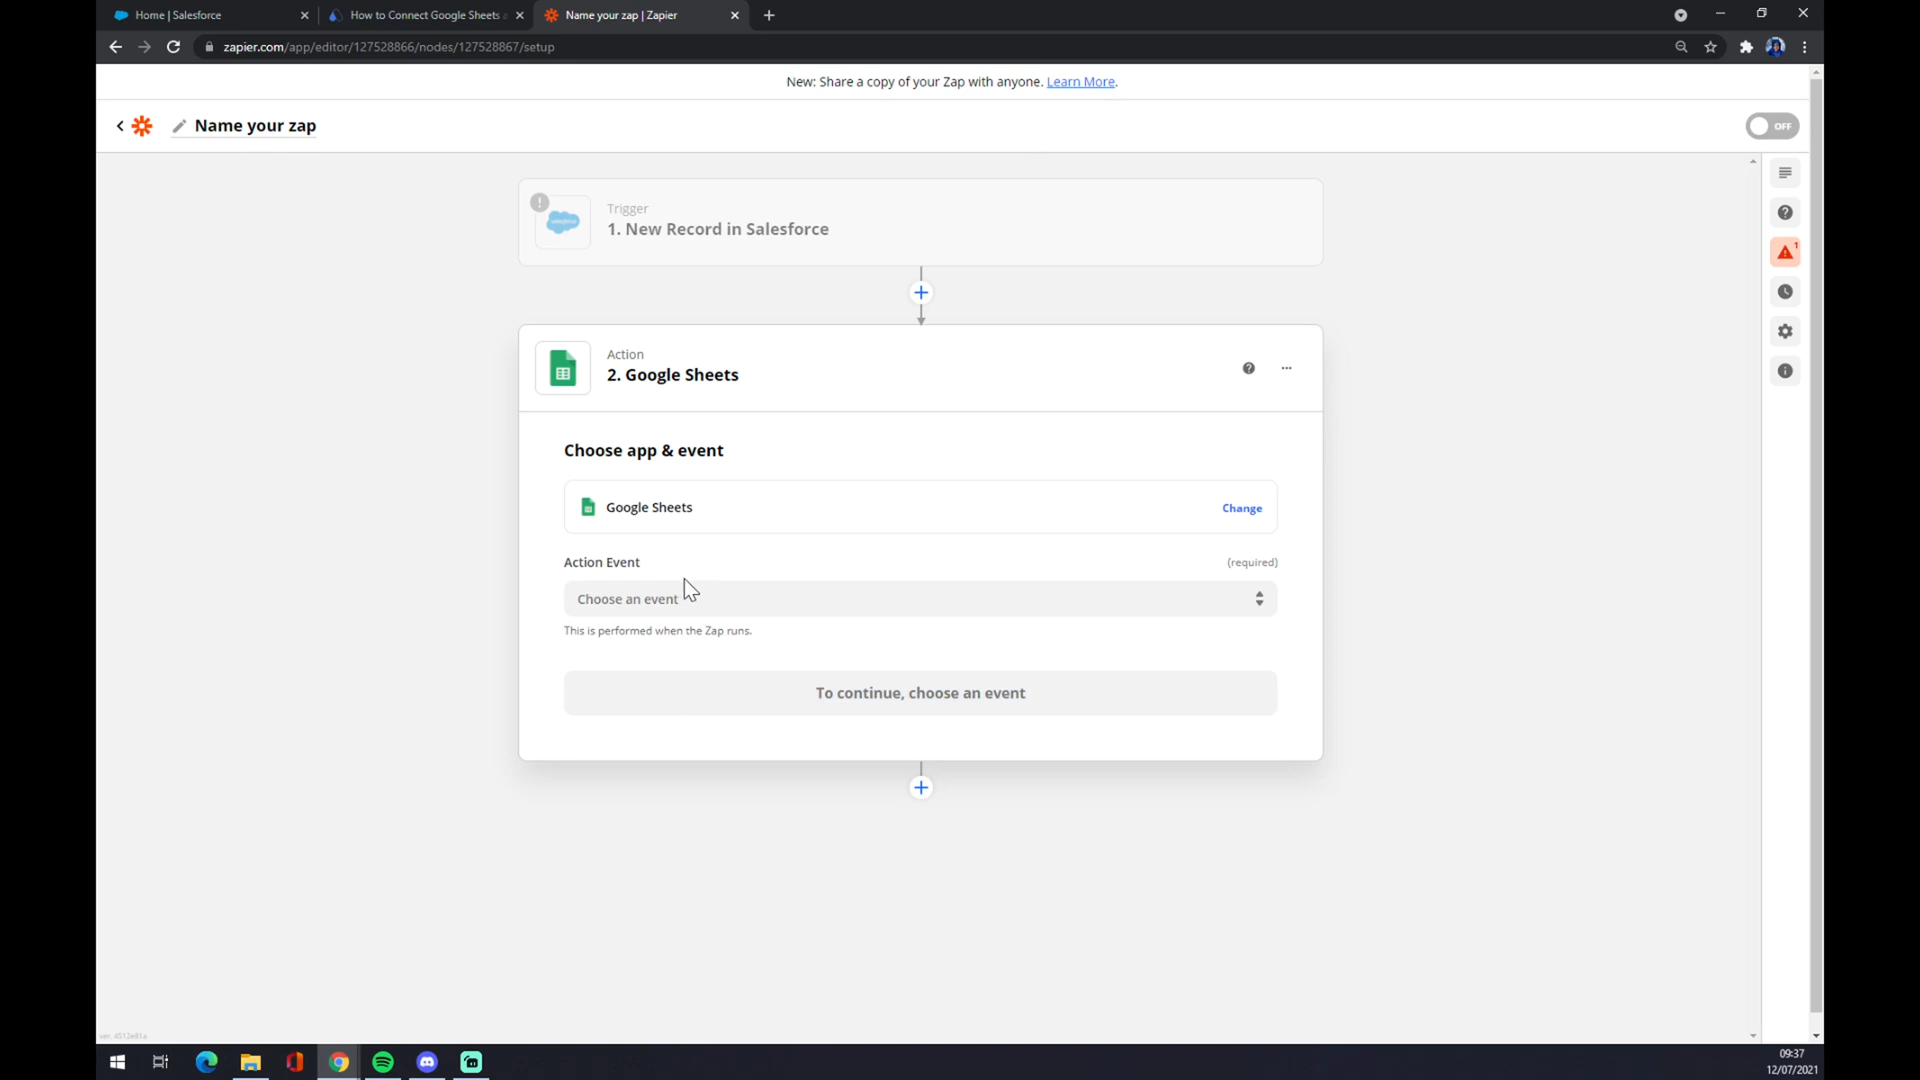 Home | Salesforce
How to Connect Google Sheets a
Name your zap | Zapier
zapier.com/app/editor/127528866/nodes/127528867/setup
New: Share a copy of your Zap with anyone. Learn More.
Name your zap
OFF
Trigger
1. New Record in Salesforce
1
Action
2. Google Sheets
Choose app & event
Google Sheets
Change
Action Event
(required)
Choose an event
This is performed when the Zap runs.
To continue, choose an event
ver. 4512e81a
09:37
12/07/2021